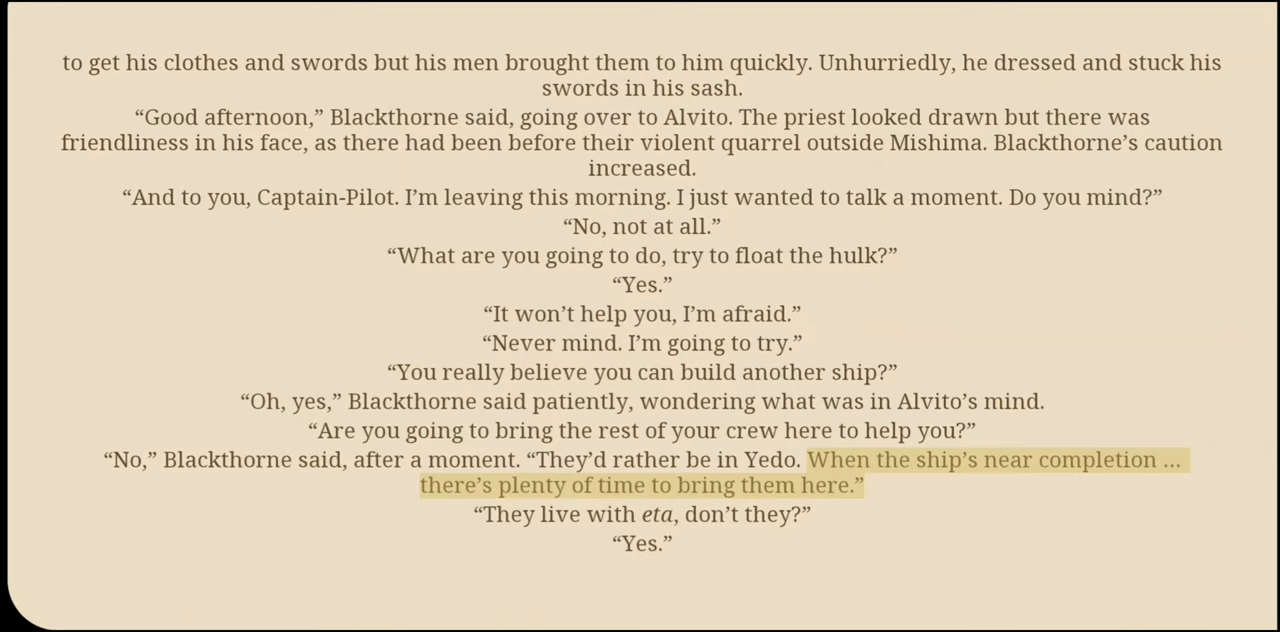 to get his clothes and swords but his men brought them to him quickly. Unhurriedly, he dressed and stuck his
swords in his sash.
“Good afternoon,” Blackthorne said, going over to Alvito. The priest looked drawn but there was
friendliness in his face, as there had been before their violent quarrel outside Mishima. Blackthorne’s caution
increased.
“And to you, Captain-Pilot. I’m leaving this morning. I just wanted to talk a moment. Do you mind?”
“No, not at all.”
“What are you going to do, try to float the hulk?”
“Yes.”
“It won’t help you, I’m afraid.”
“Never mind. I’m going to try.”
“You really believe you can build another ship?”
“Oh, yes,” Blackthorne said patiently, wondering what was in Alvito’s mind.
“Are you going to bring the rest of your crew here to help you?”
“No,” Blackthorne said, after a moment. “They’d rather be in Yedo. When the ship’s near completion …
there’s plenty of time to bring them here.”
“They live with eta, don’t they?”
“Yes.”